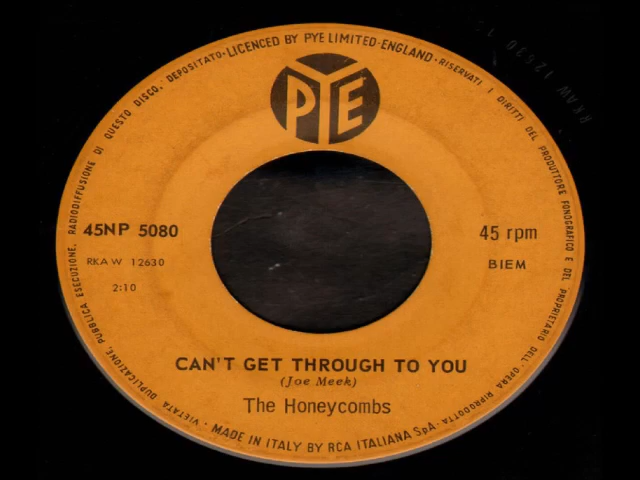 DEPOSITATO · LICENCED BY PYE LIMITED · ENGLAND · RISERVATI I DIRITTI DEL PRODUTTORE FONOGRAFICO E DEL PROPRIETARIO DELL' OPERA RIPRODOTTA
PYE
RKAW 12630
45NP 5080
45 rpm
RKAW 12630
BIEM
2:10
CAN'T GET THROUGH TO YOU
(Joe Meek)
The Honeycombs
· VIETATA DUPLICAZIONE, PUBBLICA ESECUZIONE, RADIODIFFUSIONE DI QUESTO DISCO.
· MADE IN ITALY BY RCA ITALIANA SpA ·